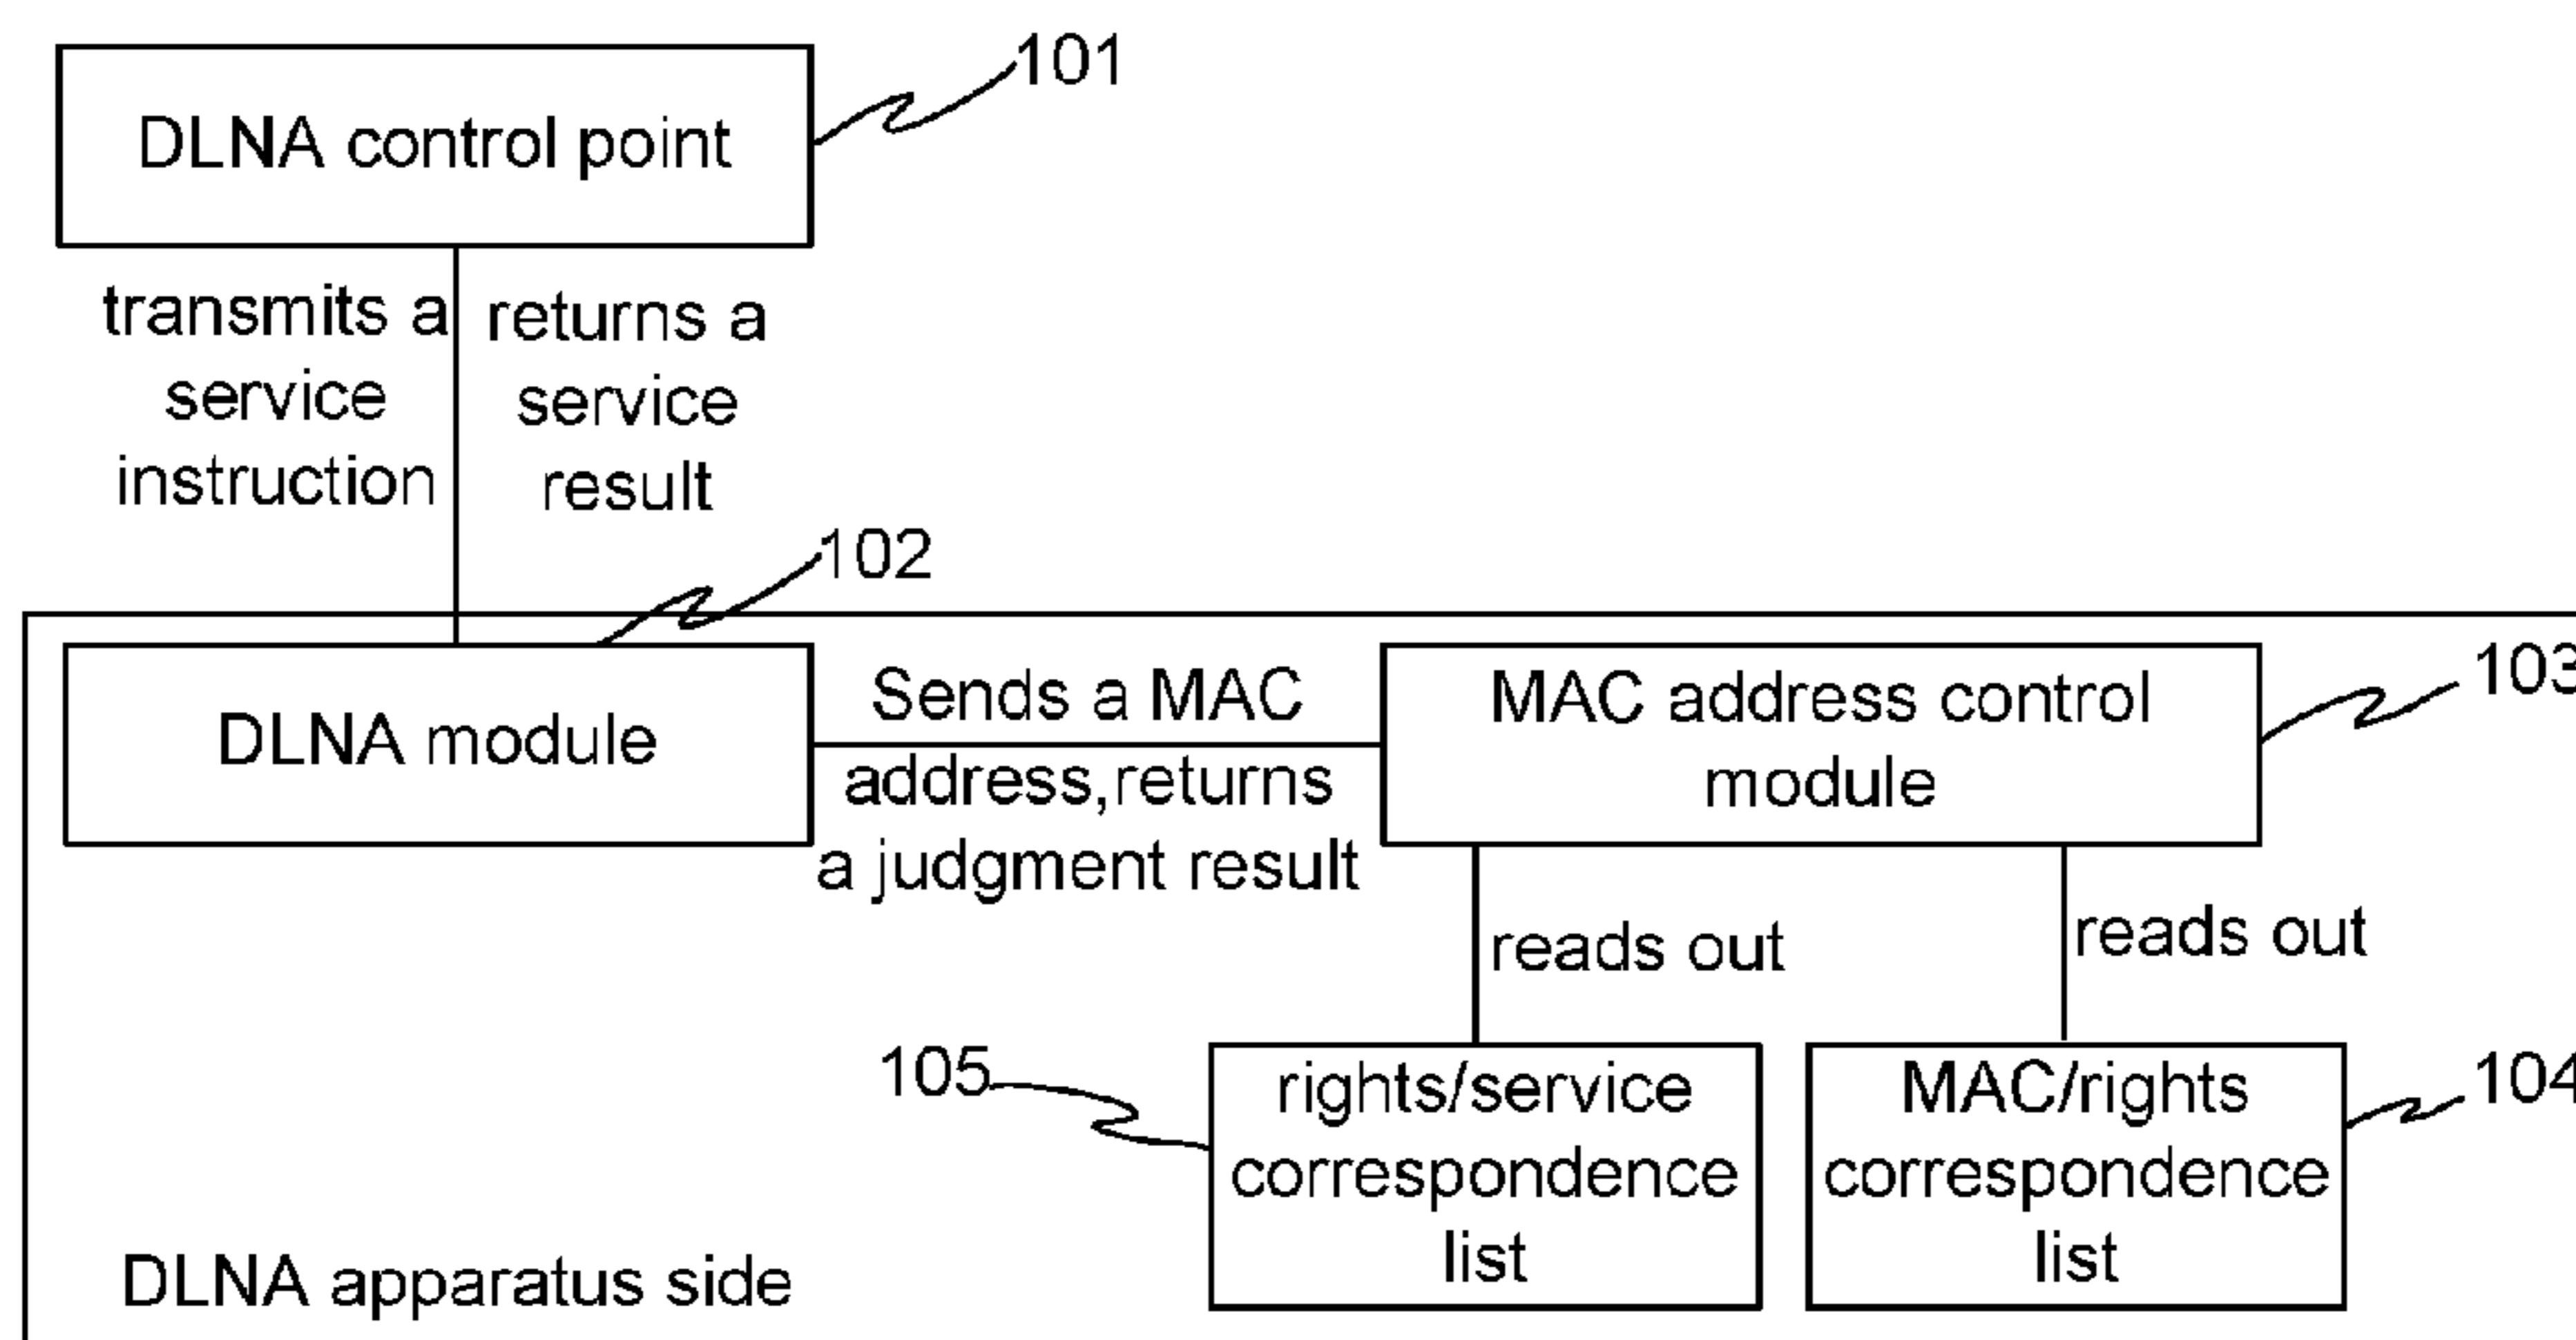 101
DLNA control point
transmits a
service
instruction
returns a
service
result
102
DLNA module
Sends a MAC
address,returns
a judgment result
MAC address control
module
103
reads out
reads out
105
rights/service
correspondence
list
MAC/rights
correspondence
list
104
DLNA apparatus side